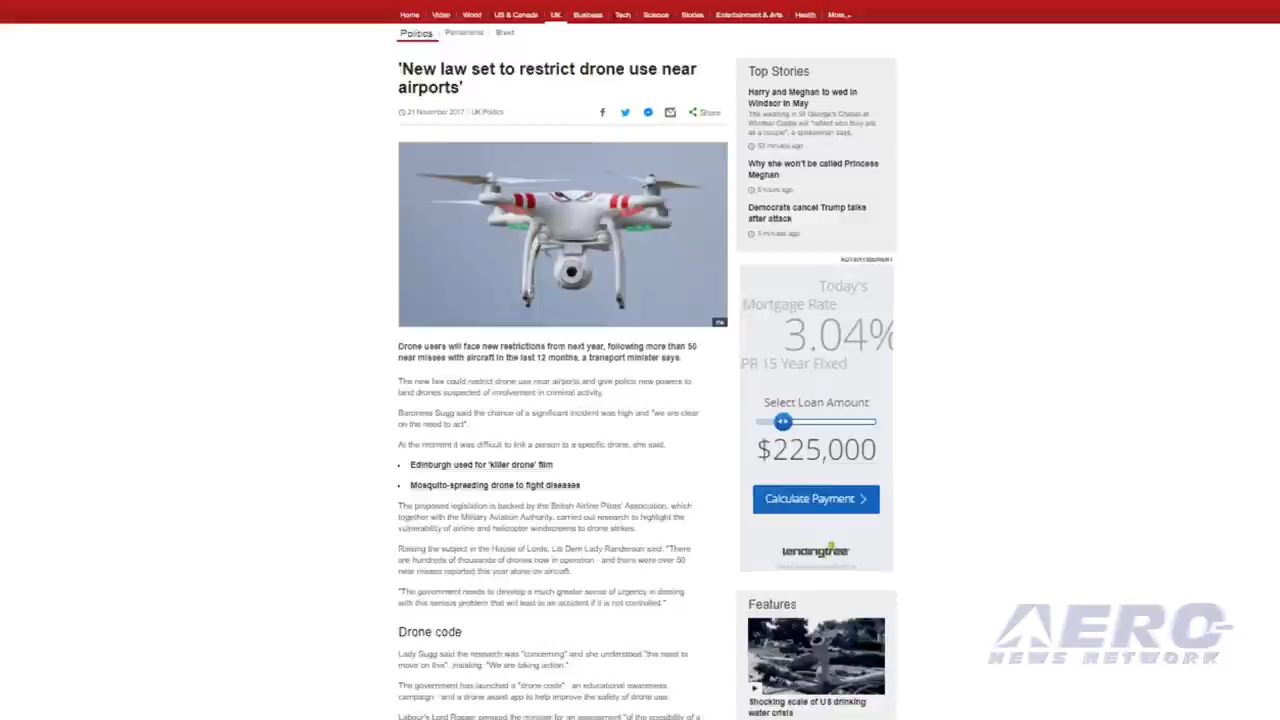 Home Video World US & Canada UK Business Tech Science Stories Entertainment & Arts Health More
Politics Parliaments Brexit
'New law set to restrict drone use near
airports'
21 November 2017 UK Politics
Share
Drone users will face new restrictions from next year, following more than 50
near misses with aircraft in the last 12 months, a transport minister says.
The new law could restrict drone use near airports and give police new powers to
land drones suspected of involvement in criminal activity.
Baroness Sugg said the chance of a significant incident was high and "we are clear
on the need to act".
At the moment it was difficult to link a person to a specific drone, she said.
Edinburgh used for 'killer drone' film
Mosquito-spreading drone to fight diseases
The proposed legislation is backed by the British Airline Pilots' Association, which
together with the Military Aviation Authority, carried out research to highlight the
vulnerability of airline and helicopter windscreens to drone strikes.
Raising the subject in the House of Lords, Lib Dem Lady Randerson said: "There
are hundreds of thousands of drones now in operation - and there were over 50
near misses reported this year alone on aircraft.
"The government needs to develop a much greater sense of urgency in dealing
with this serious problem that will lead to an accident if it is not controlled."
Drone code
Lady Sugg said the research was "concerning" and she understood "the need to
move on this", insisting: "We are taking action."
The government has launched a "drone code" - an educational awareness
campaign - and a drone assist app to help improve the safety of drone use.
Labour's Lord Rosser pressed the minister for an assessment "of the possibility of a
Top Stories
Harry and Meghan to wed in
Windsor in May
The wedding in St George's Chapel at
Windsor Castle will "reflect who they are
as a couple", a spokesman says.
53 minutes ago
Why she won't be called Princess
Meghan
6 hours ago
Democrats cancel Trump talks
after attack
5 minutes ago
ADVERTISEMENT
Today's
Mortgage Rate
3.04%
PR 15 Year Fixed
Select Loan Amount
$225,000
Calculate Payment
lendingtree
Features
Shocking scale of US drinking
water crisis
AERO
NEWS NETWORK